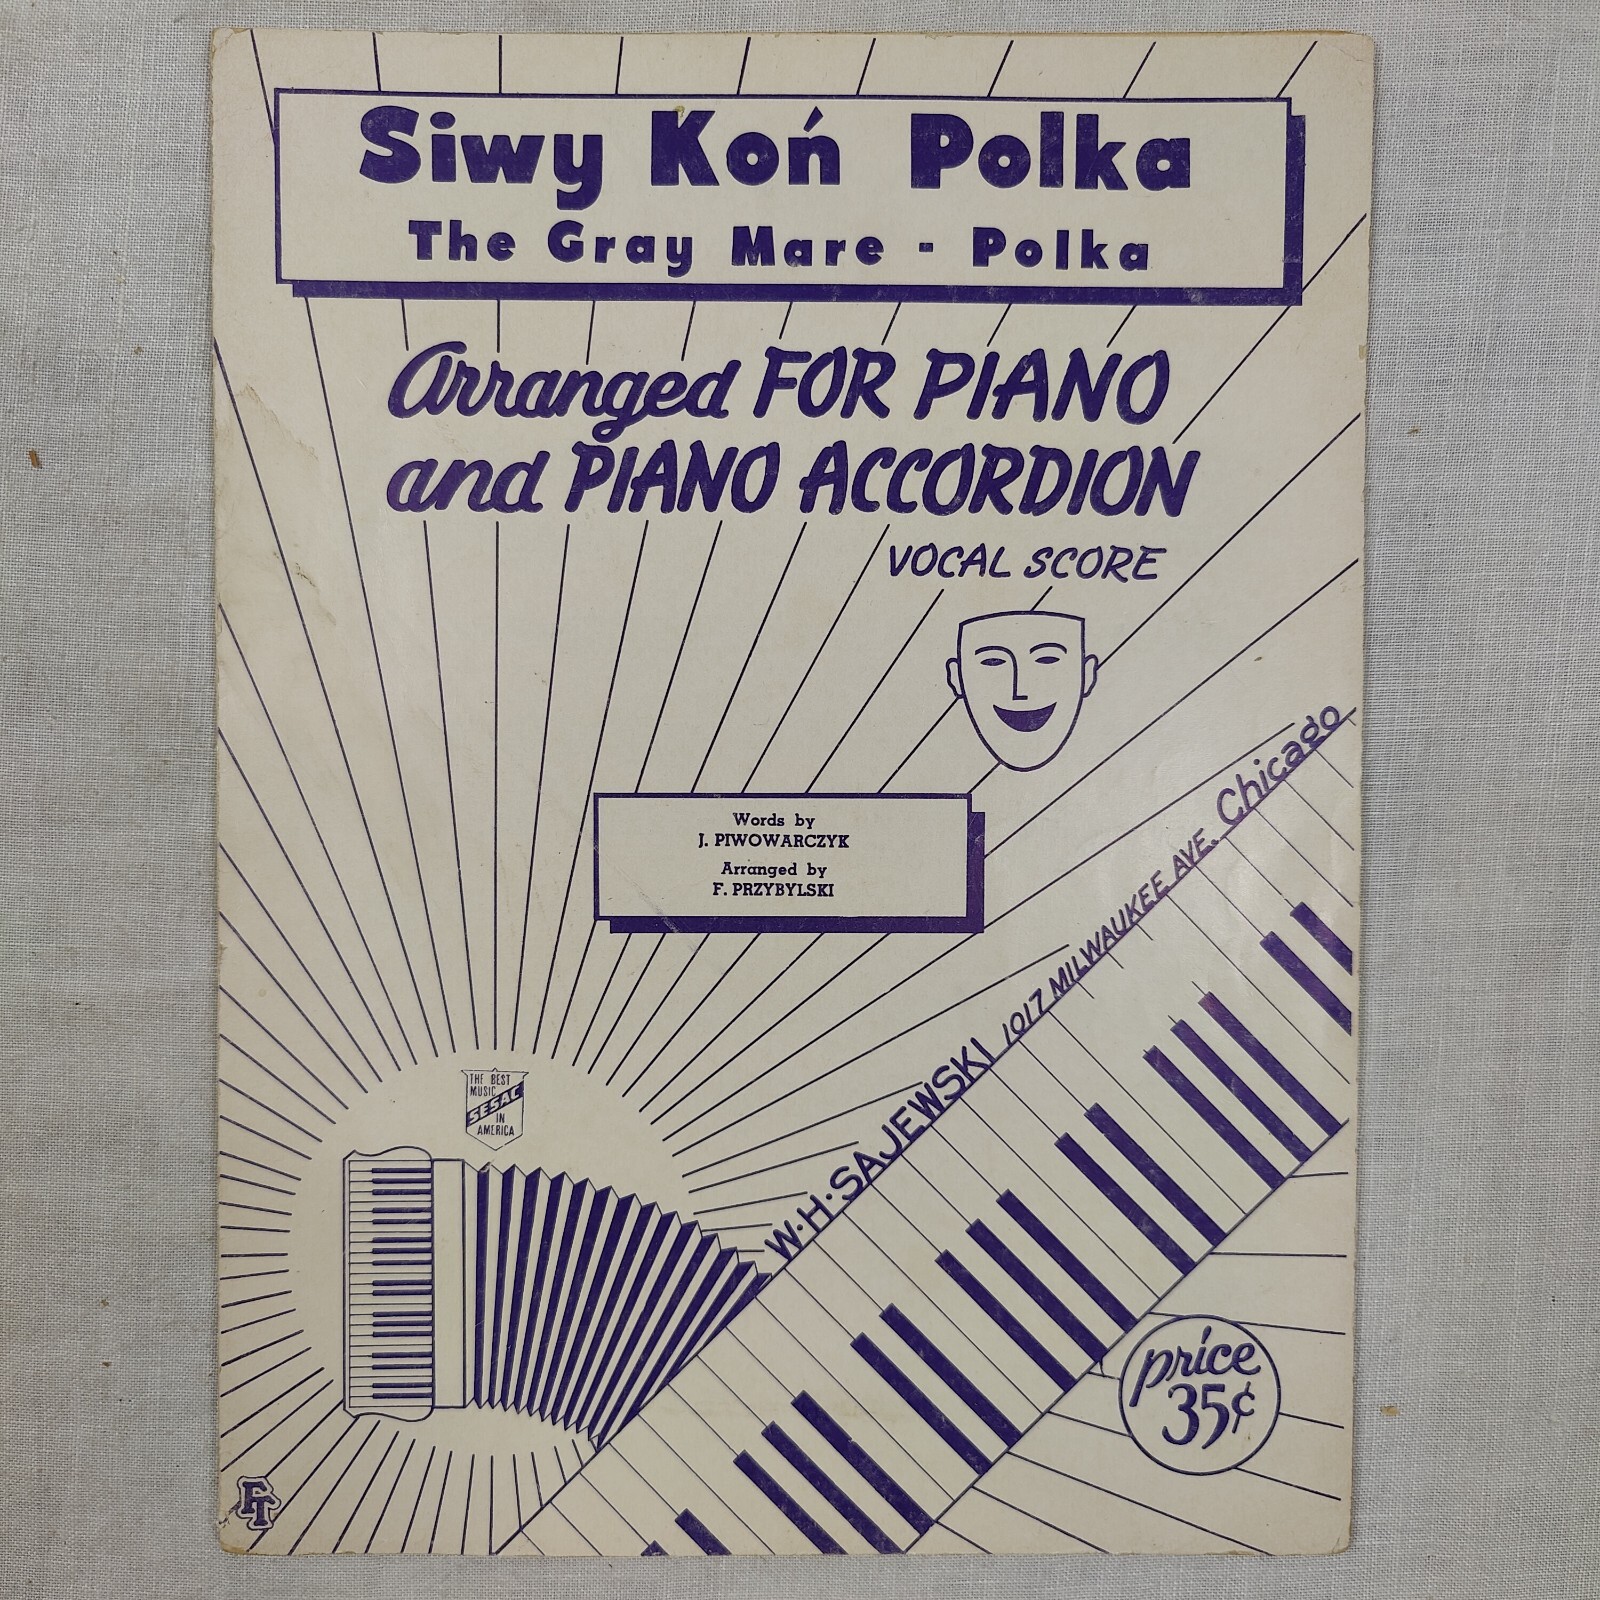 Siwy Koń Polka
The Gray Mare - Polka
Arranged FOR PIANO
and PIANO ACCORDION
VOCAL SCORE
Words by
J. PIWOWARCZYK
Arranged by
F. PRZYBYLSKI
W·H·SAJEWSKI 1017 MILWAUKEE AVE. Chicago
THE BEST
MUSIC
SESAC
IN
AMERICA
price
35¢
FT